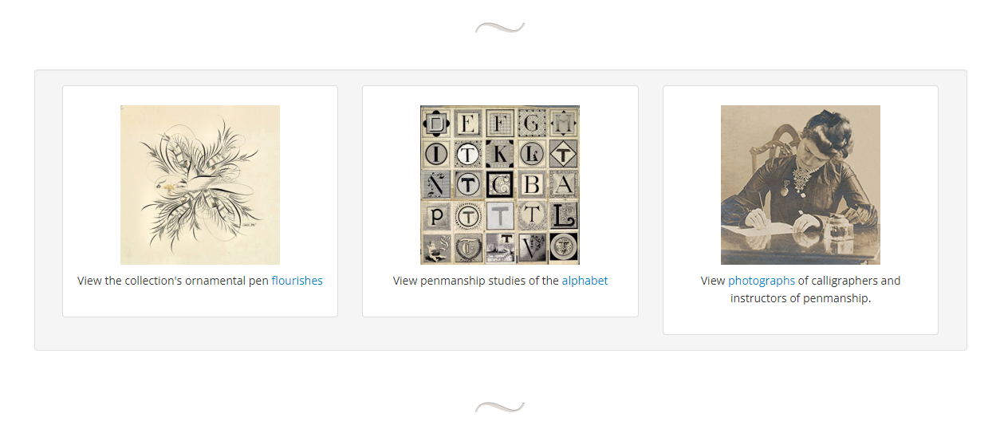 D E F G H
I T K L T
N T G B A
P T T T L
T V
View the collection's ornamental pen flourishes
View penmanship studies of the alphabet
View photographs of calligraphers and
instructors of penmanship.